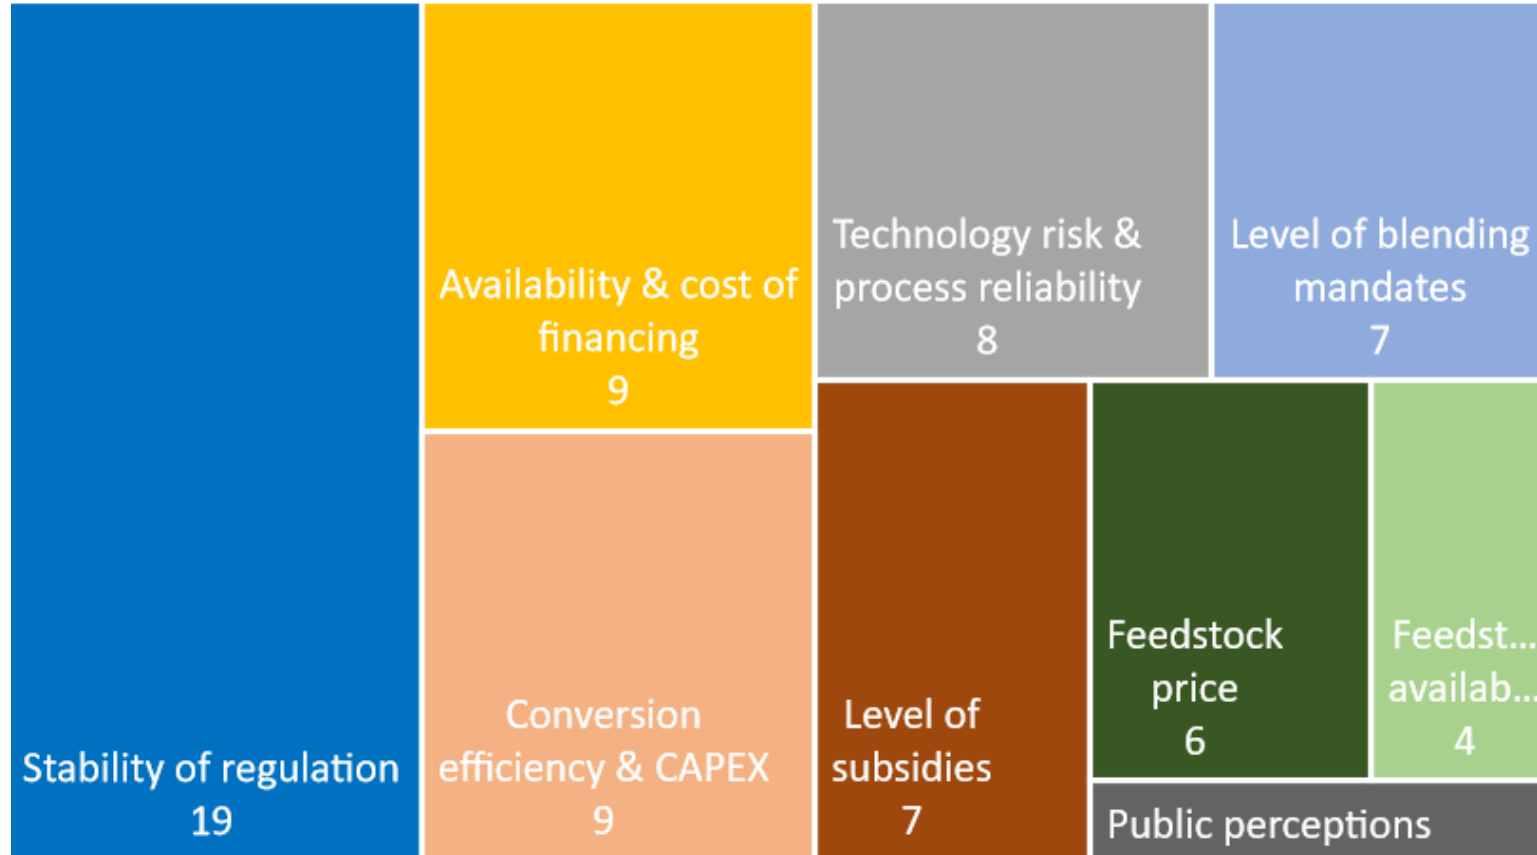 Stability of regulation
19
Availability & cost of
financing
9
Conversion
efficiency & CAPEX
9
Technology risk &
process reliability
8
Level of blending
mandates
7
Level of
subsidies
7
Feedstock
price
6
Feedst...
availab...
4
Public perceptions